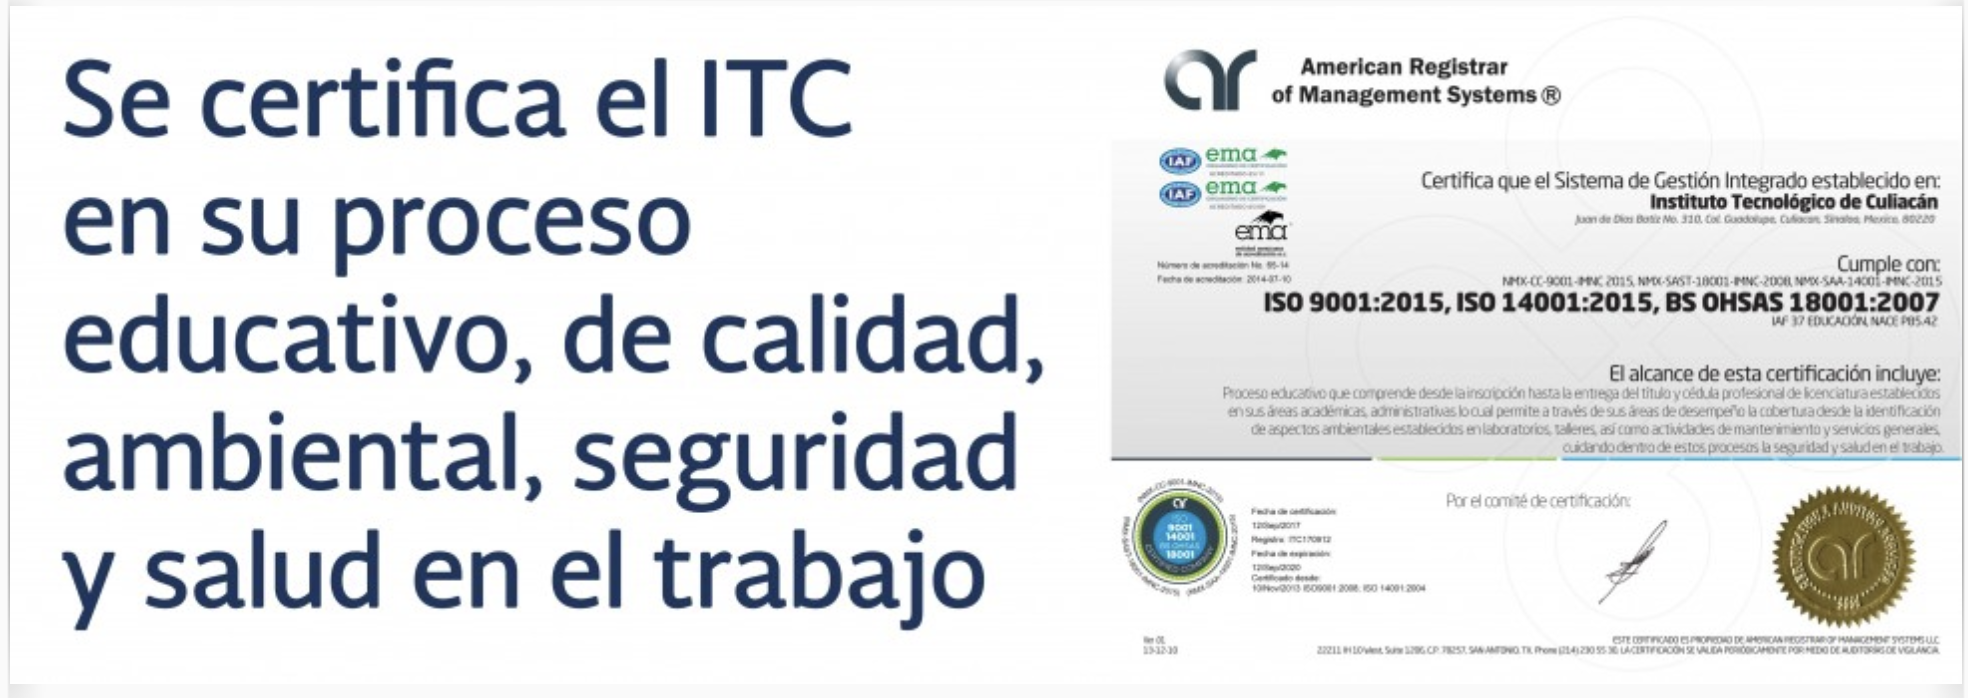 Se certifica el ITC
en su proceso
educativo, de calidad,
ambiental, seguridad
y salud en el trabajo
ar
American Registrar
of Management Systems ®
IAF ema
IAF ema
ema
Número de acreditación No. 55-14
Fecha de acreditación: 2014-07-10
Certifica que el Sistema de Gestión Integrado establecido en:
Instituto Tecnológico de Culiacán
Juan de Dios Batíz No. 310, Col. Guadalupe, Culiacan, Sinaloa, Mexico, 80220
Cumple con:
NMX-CC-9001-IMNC 2015, NMX-SAST-18001-IMNC-2008, NMX-SAA-14001-IMNC-2015
ISO 9001:2015, ISO 14001:2015, BS OHSAS 18001:2007
IAF 37 EDUCACIÓN, NACE P85.42
El alcance de esta certificación incluye:
Proceso educativo que comprende desde la inscripción hasta la entrega del título y cédula profesional de licenciatura establecidos
en sus áreas académicas, administrativas lo cual permite a través de sus áreas de desempeño la cobertura desde la identificación
de aspectos ambientales establecidos en laboratorios, talleres, así como actividades de mantenimiento y servicios generales,
cuidando dentro de estos procesos la seguridad y salud en el trabajo.
ar
ISO
9001
14001
BS OHSAS
18001
CERTIFIED COMPANY
Fecha de certificación:
12/Sep/2017
Registro: ITC170912
Fecha de expiración:
12/Sep/2020
Certificado desde:
10/Nov/2013 ISO9001:2008, ISO 14001:2004
Por el comité de certificación:
ar
Ver 01
13-12-10
ESTE CERTIFICADO ES PROPIEDAD DE AMERICAN REGISTRAR OF MANAGEMENT SYSTEMS LLC.
22211 IH 10 West, Suite 1206, C.P. 78257, SAN ANTONIO, TX. Phone (214) 230 55 36. LA CERTIFICACIÓN SE VALIDA PERIÓDICAMENTE POR MEDIO DE AUDITORÍAS DE VIGILANCIA.